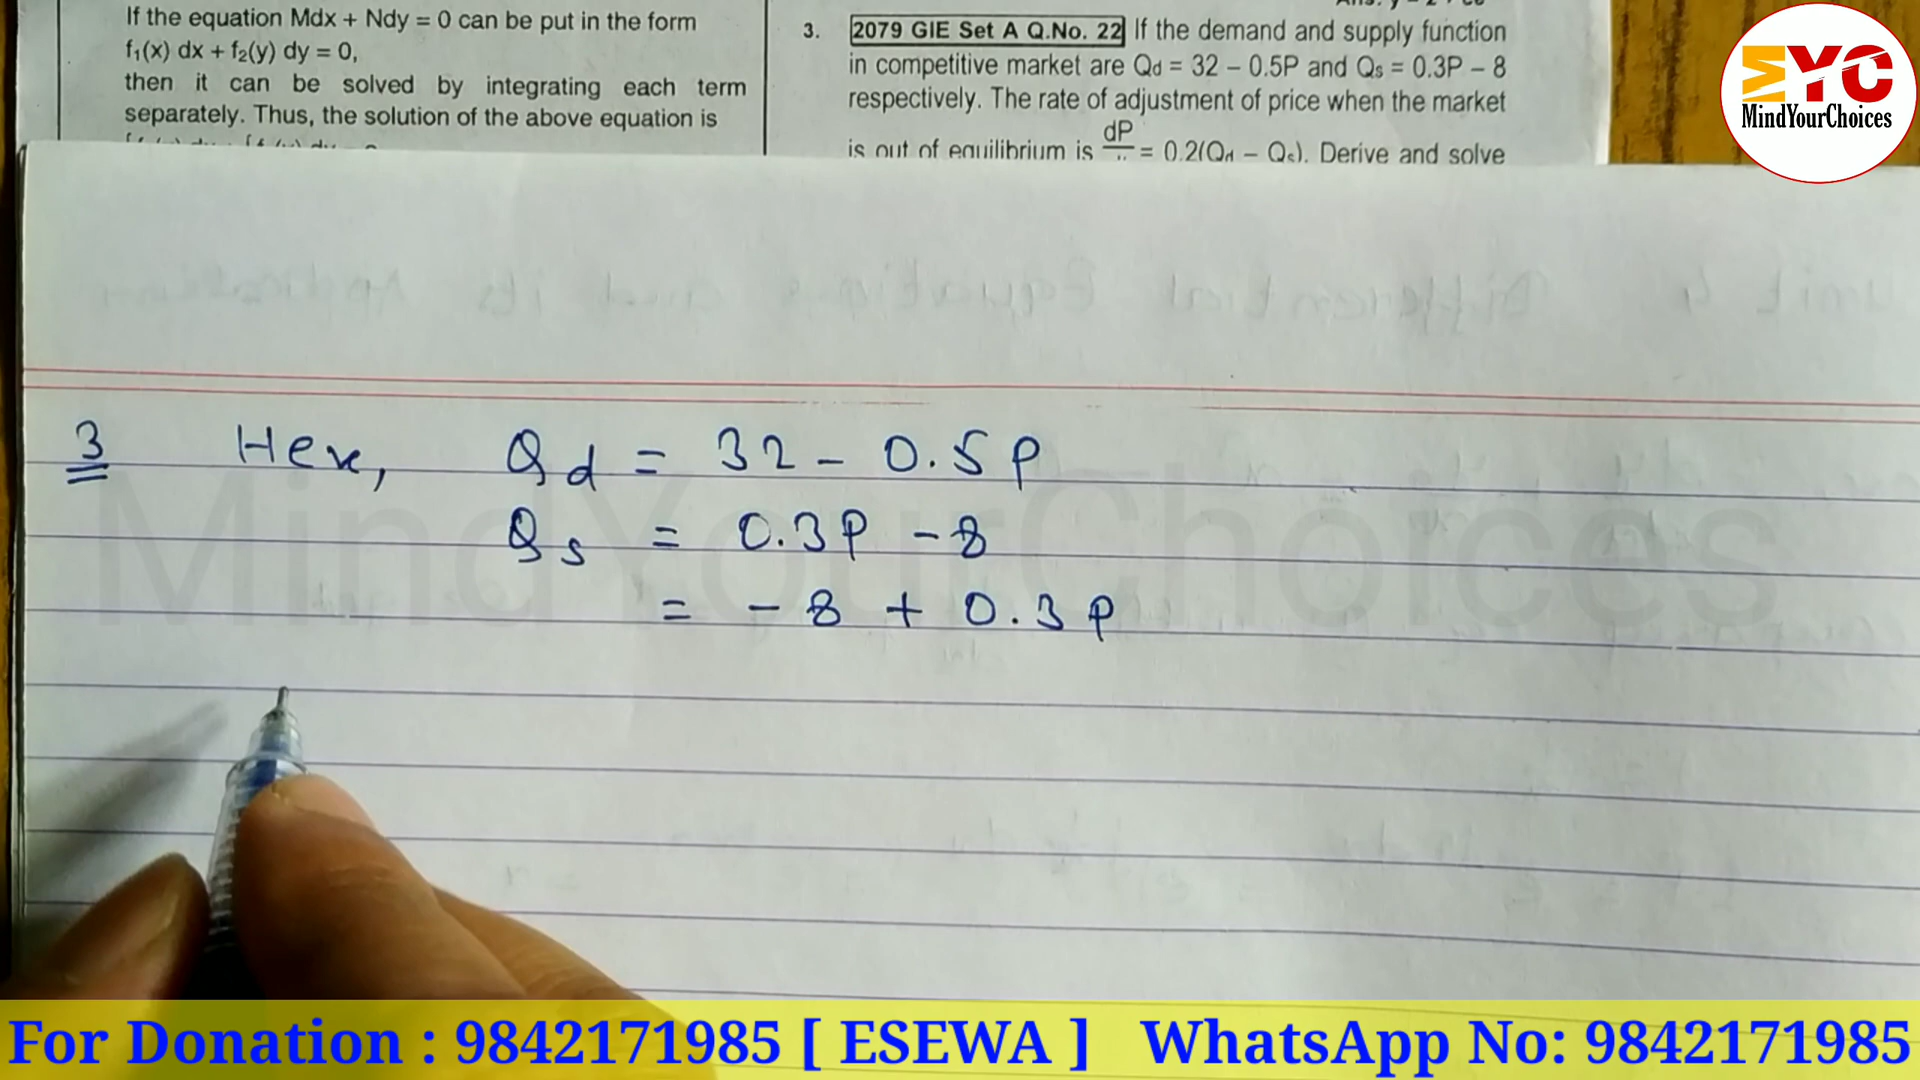 If the equation Mdx + Ndy = 0 can be put in the form
f₁(x) dx + f₂(y) dy = 0,
then it can be solved by integrating each term
separately. Thus, the solution of the above equation is
3. 2079 GIE Set A Q.No. 22 If the demand and supply function
in competitive market are Qd = 32 – 0.5P and Qs = 0.3P – 8
respectively. The rate of adjustment of price when the market
is out of equilibrium is dP = 0.2(Qd – Qs). Derive and solve
MYC
MindYourChoices
3 Here, Qd = 32 - 0.5P
Qs = 0.3P - 8
= - 8 + 0.3P
MindYourChoices
For Donation : 9842171985 [ ESEWA ] WhatsApp No: 9842171985